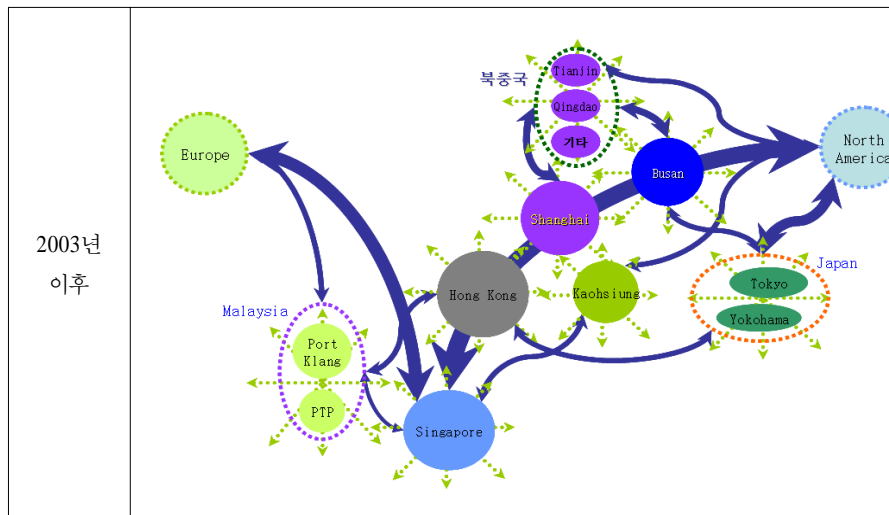 2003년
이후
북중국
Tianjin
Qingdao
기타
Europe
North
America
Busan
Shanghai
Japan
Hong Kong
Kaohsiung
Tokyo
Yokohama
Malaysia
Port
Klang
PTP
Singapore